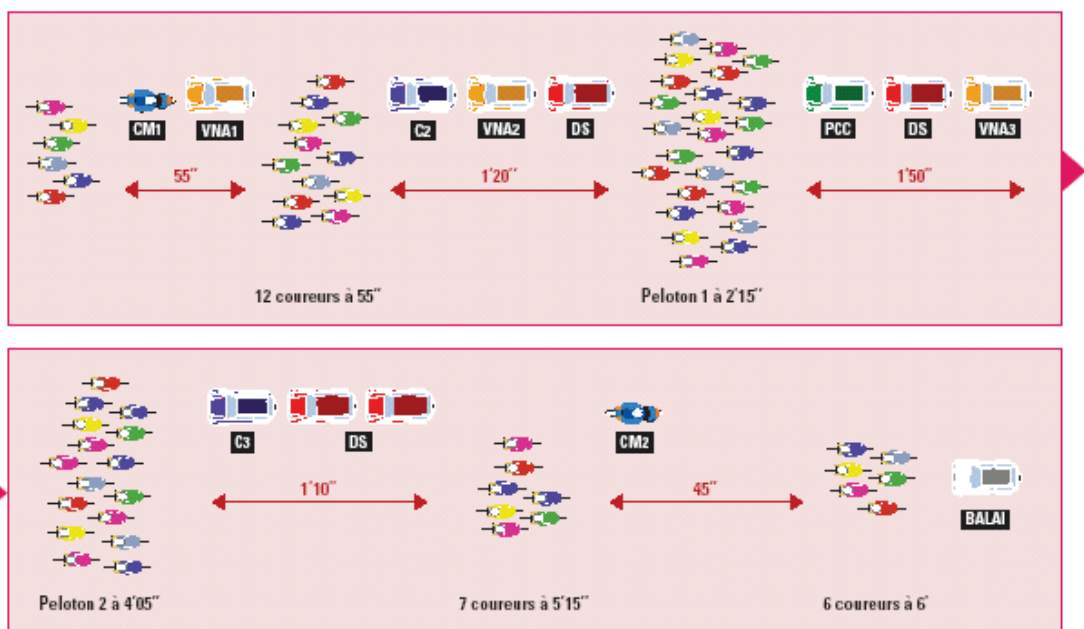 CM1 VNA1 C2 VNA2 DS PCC DS VNA3
55″ 1'20″ 1'50″
12 coureurs à 55″ Peloton 1 à 2'15″
C3 DS CM2
1'10″ 45″
BALAI
Peloton 2 à 4'05″ 7 coureurs à 5'15″ 6 coureurs à 6'